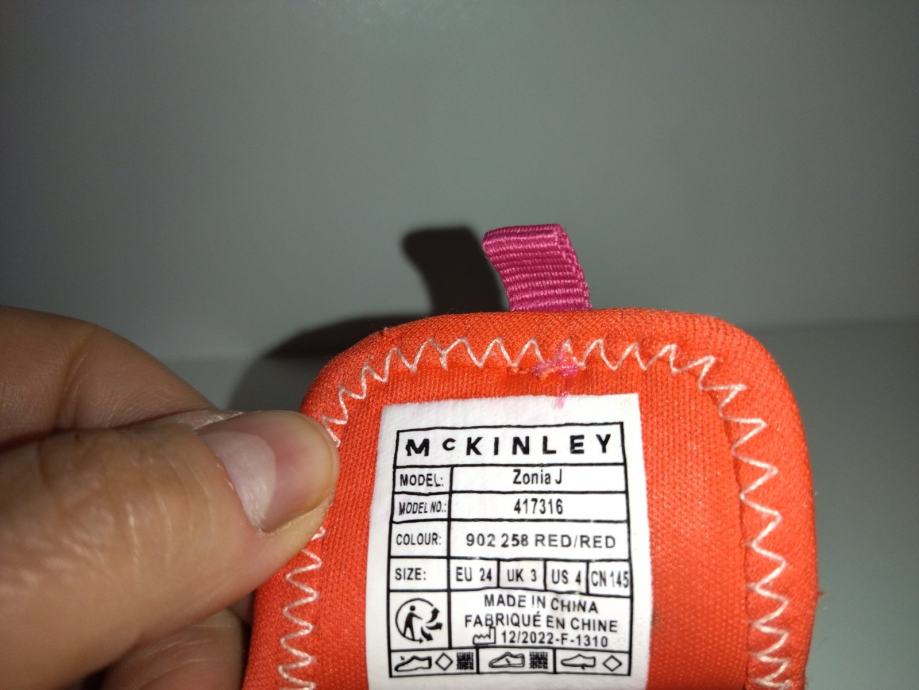 McKINLEY
MODEL: Zonia J
MODEL NO.: 417316
COLOUR: 902 258 RED/RED
SIZE: EU 24 UK 3 US 4 CN 145
MADE IN CHINA
FABRIQUÉ EN CHINE
12/2022-F-1310